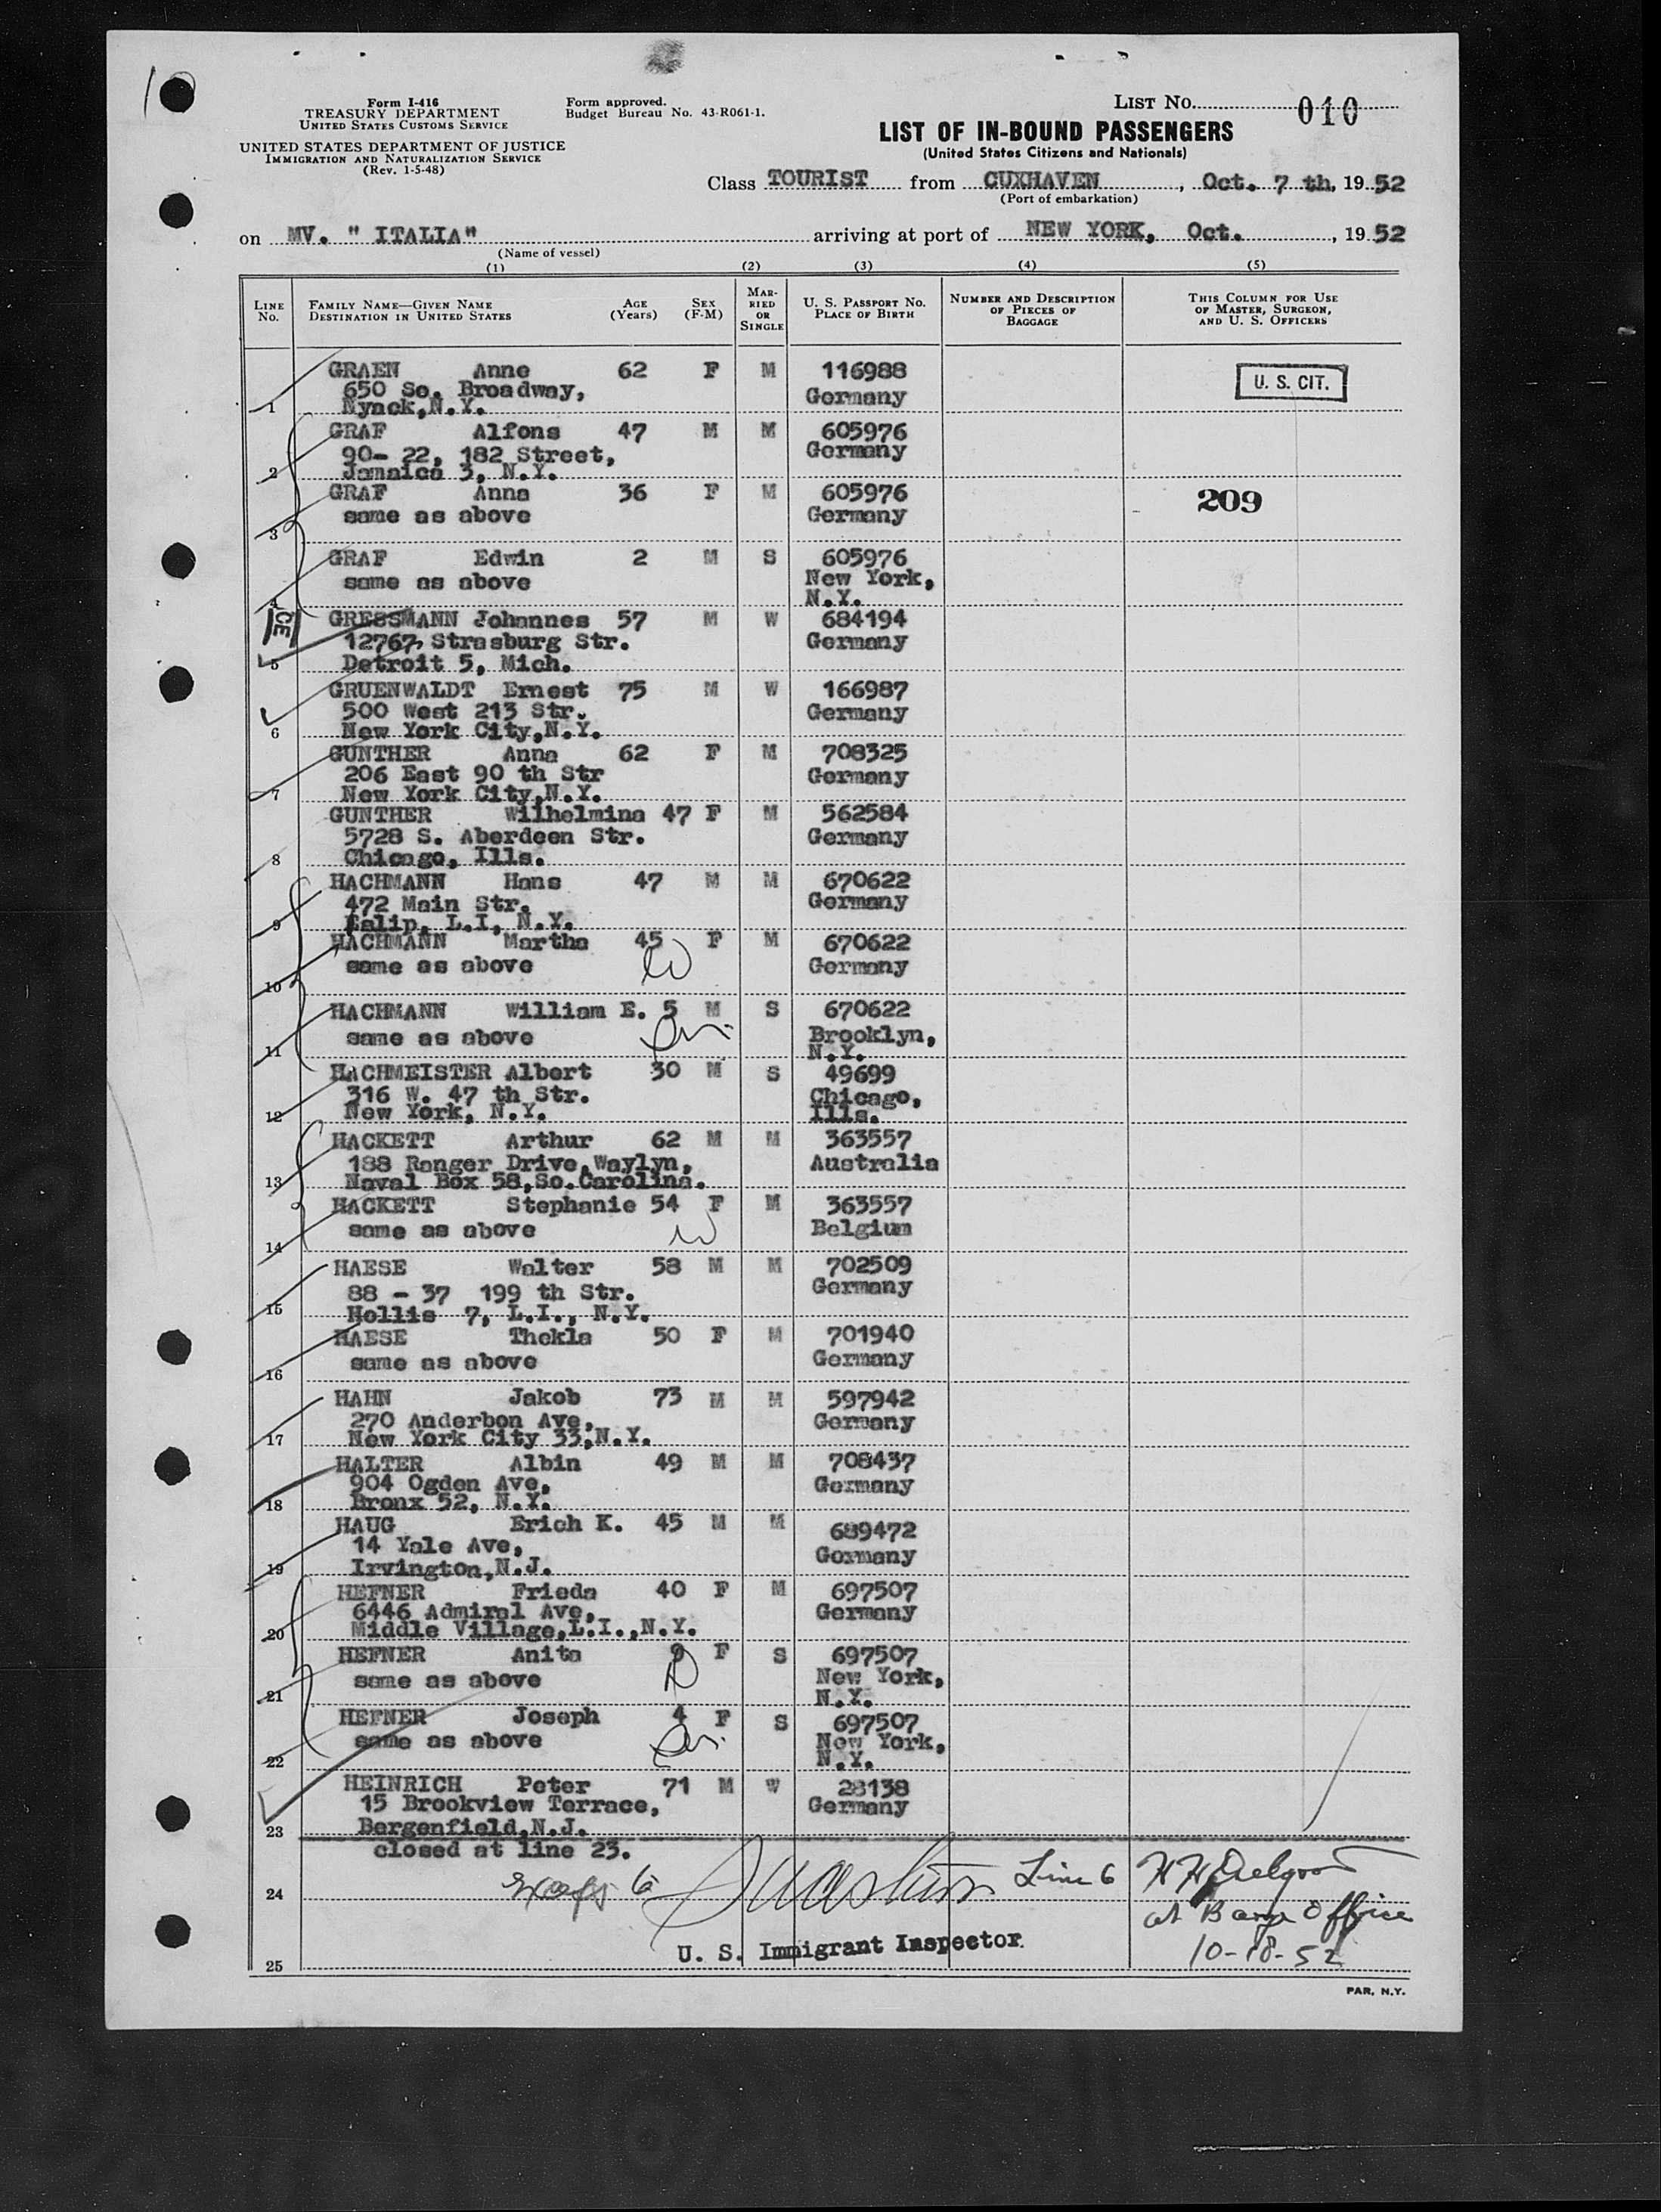 Form I-416
TREASURY DEPARTMENT
UNITED STATES CUSTOMS SERVICE
UNITED STATES DEPARTMENT OF JUSTICE
IMMIGRATION AND NATURALIZATION SERVICE
(Rev. 1-5-48)
Form approved.
Budget Bureau No. 43-R061-1.
LIST NO. 010
LIST OF IN-BOUND PASSENGERS
(United States Citizens and Nationals)
Class TOURIST from CUXHAVEN, Oct. 7 th, 1952
(Port of embarkation)
on MV. " ITALIA" arriving at port of NEW YORK, Oct. , 1952
(Name of vessel)
(1) (2) (3) (4) (5)
LINE NO.
FAMILY NAME—GIVEN NAME
DESTINATION IN UNITED STATES
AGE (Years)
SEX (F-M)
MARRIED OR SINGLE
U. S. PASSPORT NO.
PLACE OF BIRTH
NUMBER AND DESCRIPTION OF PIECES OF BAGGAGE
THIS COLUMN FOR USE OF MASTER, SURGEON, AND U. S. OFFICERS
GRAEN Anne 62 F M 116988 U. S. CIT.
650 So. Broadway, Germany
1 Nyack, N.Y.
GRAF Alfons 47 M M 605976
90- 22, 182 Street, Germany
2 Jamaica 3, N.Y.
GRAF Anna 36 F M 605976 209
same as above Germany
3
GRAF Edwin 2 M S 605976
same as above New York,
4 N.Y.
CE
GRESSMANN Johannes 57 M W 684194
12767 Strasburg Str. Germany
5 Detroit 5, Mich.
GRUENWALDT Ernest 75 M W 166987
500 West 213 Str. Germany
6 New York City, N.Y.
GUNTHER Anna 62 F M 708325
206 East 90 th Str Germany
7 New York City, N.Y.
GUNTHER Wilhelmina 47 F M 562584
5728 S. Aberdeen Str. Germany
8 Chicago, Ills.
HACHMANN Hans 47 M M 670622
472 Main Str. Germany
9 Islip, L.I, N.Y.
HACHMANN Martha 45 F M 670622
same as above Germany
10
HACHMANN William E. 5 M S 670622
same as above Brooklyn,
11 N.Y.
HACHMEISTER Albert 30 M S 49699
316 W. 47 th Str. Chicago,
12 New York, N.Y. Ills.
HACKETT Arthur 62 M M 363557
188 Ranger Drive, Waylyn, Australia
13 Naval Box 58, So. Carolina.
HACKETT Stephanie 54 F M 363557
same as above Belgium
14
HAESE Walter 58 M M 702509
88 - 37 199 th Str. Germany
15 Hollis 7, L.I., N.Y.
HAESE Thekla 50 F M 701940
same as above Germany
16
HAHN Jakob 73 M M 597942
270 Anderbon Ave, Germany
17 New York City 33, N.Y.
HALTER Albin 49 M M 708437
904 Ogden Ave, Germany
18 Bronx 52, N.Y.
HAUG Erich K. 45 M M 689472
14 Yale Ave, Germany
19 Irvington, N.J.
HEFNER Frieda 40 F M 697507
6446 Admiral Ave, Germany
20 Middle Village, L.I., N.Y.
HEFNER Anita 9 F S 697507
same as above New York,
21 N.Y.
HEFNER Joseph 4 F S 697507
same as above New York,
22 N.Y.
HEINRICH Peter 71 M W 28138
15 Brookview Terrace, Germany
23 Bergenfield, N.J.
closed at line 23.
24 6 Line 6
at Barge Office
U. S. Immigrant Inspector 10-18-52
25
PAR, N.Y.